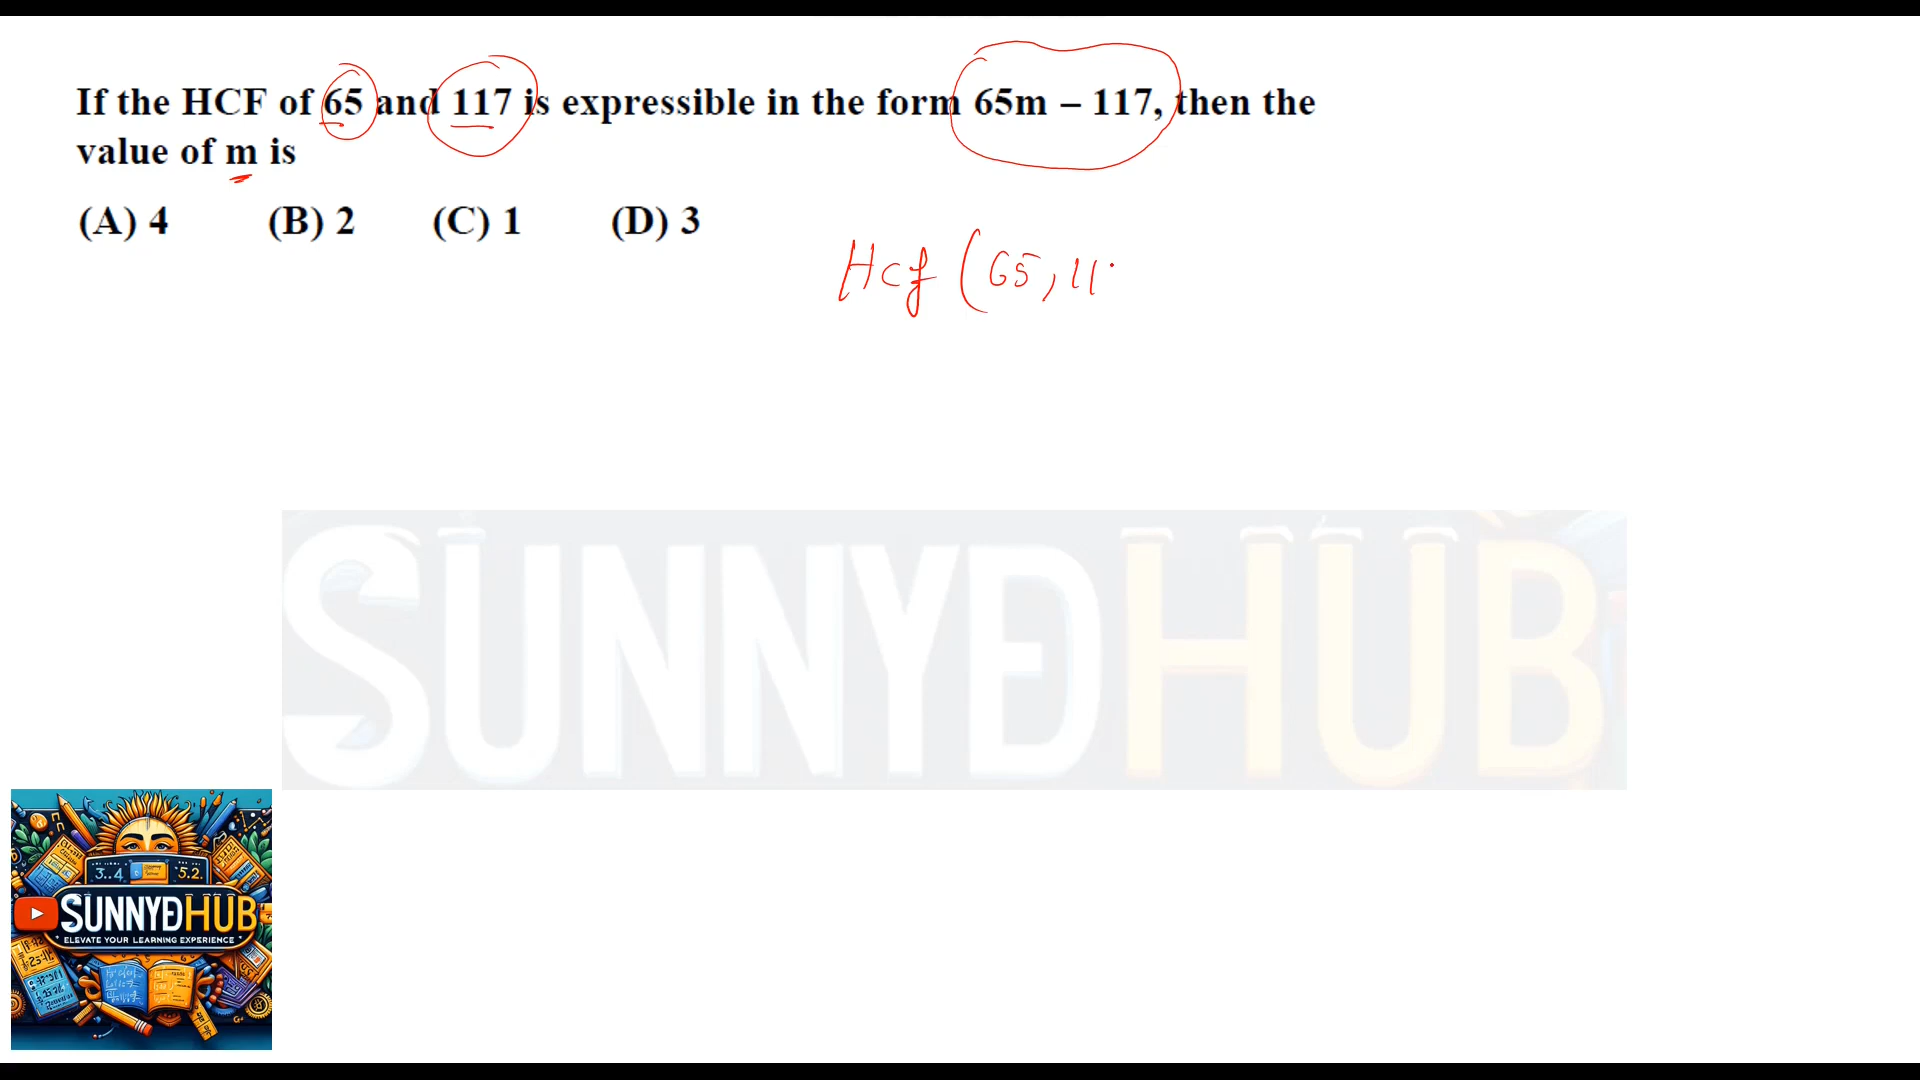 If the HCF of 65 and 117 is expressible in the form 65m – 117, then the
value of m is
(A) 4 (B) 2 (C) 1 (D) 3
Hcf (65, 11
SUNNYDHUB
3..4 5.2.
SUNNYDHUB
ELEVATE YOUR LEARNING EXPERIENCE